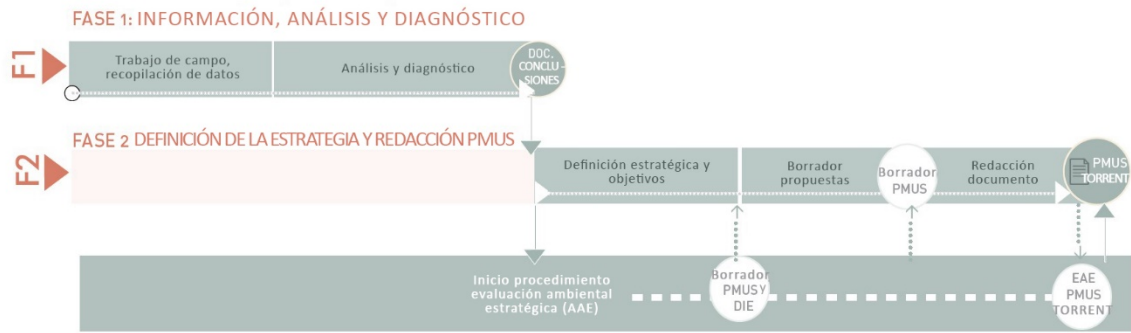 FASE 1: INFORMACIÓN, ANÁLISIS Y DIAGNÓSTICO
F1
Trabajo de campo,
recopilación de datos
Análisis y diagnóstico
DOC.
CONCLU -
SIONES
FASE 2 DEFINICIÓN DE LA ESTRATEGIA Y REDACCIÓN PMUS
F2
Definición estratégica y
objetivos
Borrador
propuestas
Borrador
PMUS
Redacción
documento
PMUS
TORRENT
Inicio procedimiento
evaluación ambiental
estratégica (AAE)
Borrador
PMUS Y
DIE
EAE
PMUS
TORRENT